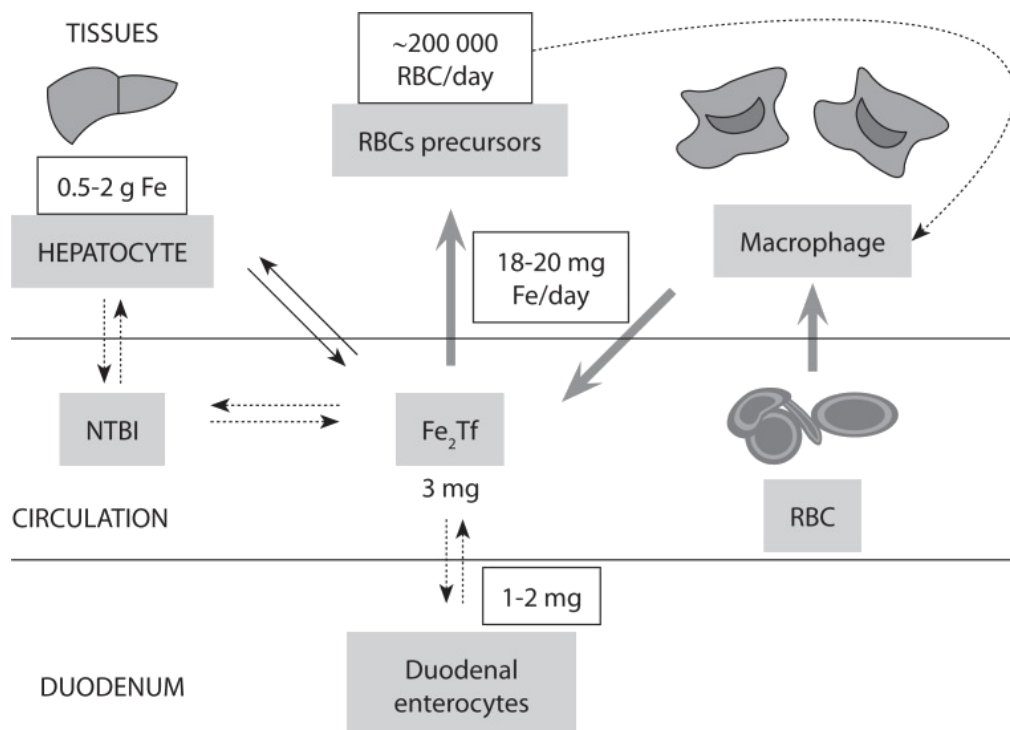 TISSUES
~200 000
RBC/day
RBCs precursors
0.5-2 g Fe
HEPATOCYTE
18-20 mg
Fe/day
Macrophage
NTBI
Fe₂Tf
3 mg
RBC
CIRCULATION
1-2 mg
DUODENUM
Duodenal
enterocytes